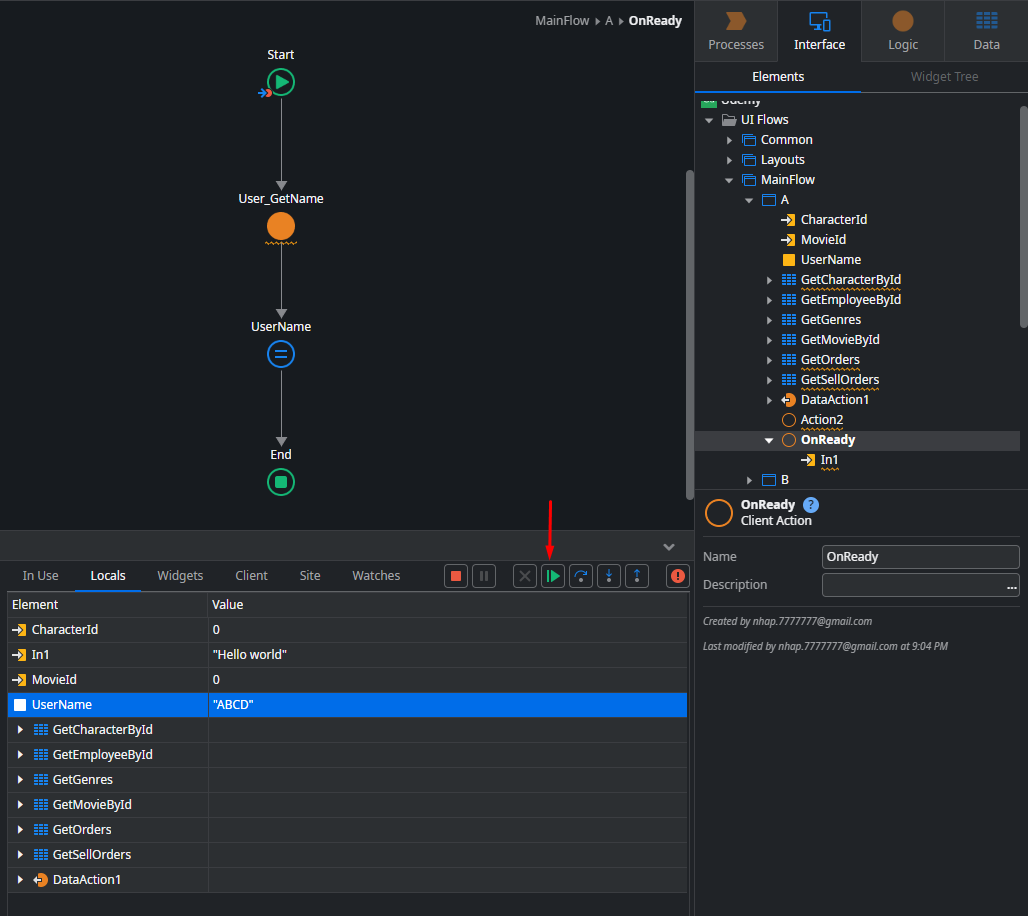 MainFlow ▸ A ▸ OnReady
Start
User_GetName
UserName
End
Processes
Interface
Logic
Data
Elements
Widget Tree
Udemy
UI Flows
Common
Layouts
MainFlow
A
CharacterId
MovieId
UserName
GetCharacterById
GetEmployeeById
GetGenres
GetMovieById
GetOrders
GetSellOrders
DataAction1
Action2
OnReady
In1
B
OnReady ?
Client Action
Name OnReady
Description ...
Created by nhap.7777777@gmail.com
Last modified by nhap.7777777@gmail.com at 9:04 PM
In Use Locals Widgets Client Site Watches
Element Value
CharacterId 0
In1 "Hello world"
MovieId 0
UserName "ABCD"
GetCharacterById
GetEmployeeById
GetGenres
GetMovieById
GetOrders
GetSellOrders
DataAction1